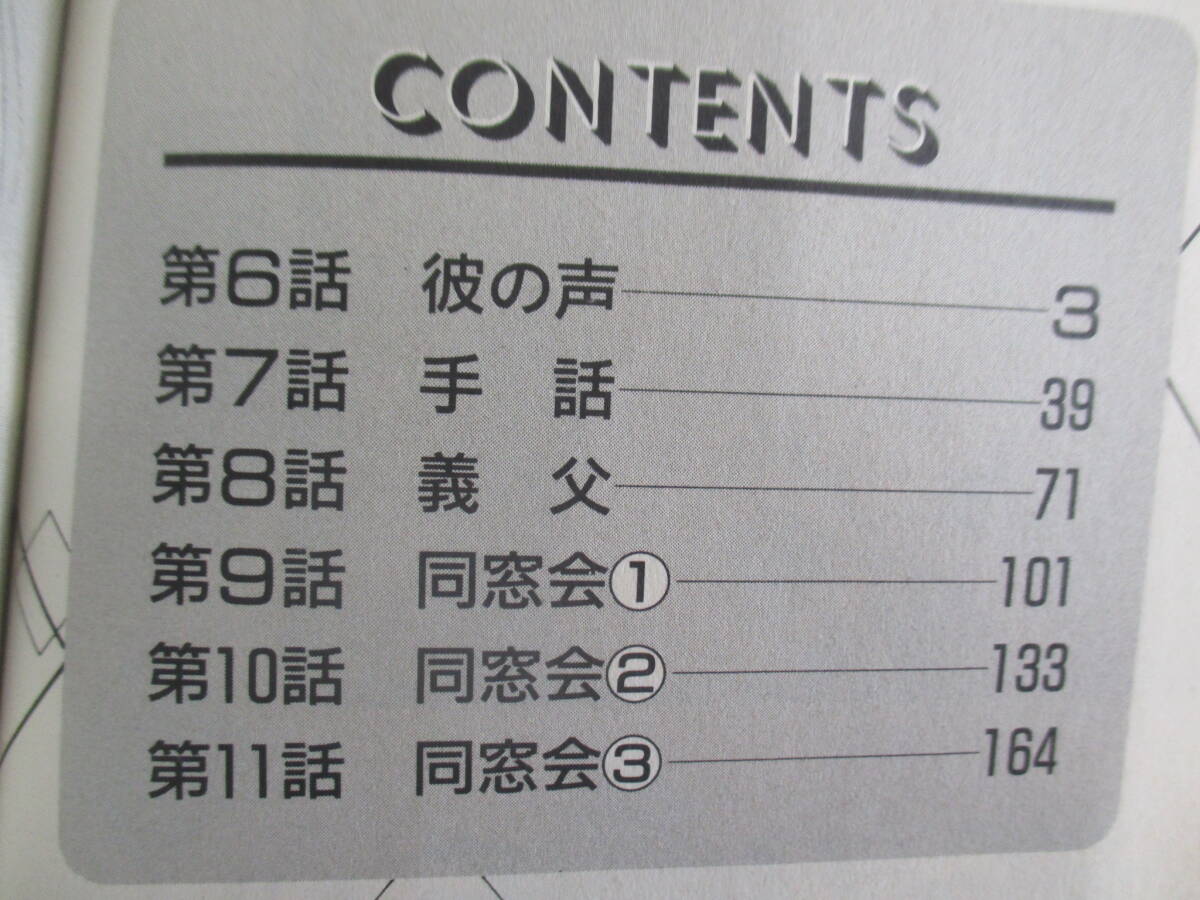 CONTENTS
第6話 彼の声 3
第7話 手話 39
第8話 義父 71
第9話 同窓会① 101
第10話 同窓会② 133
第11話 同窓会③ 164